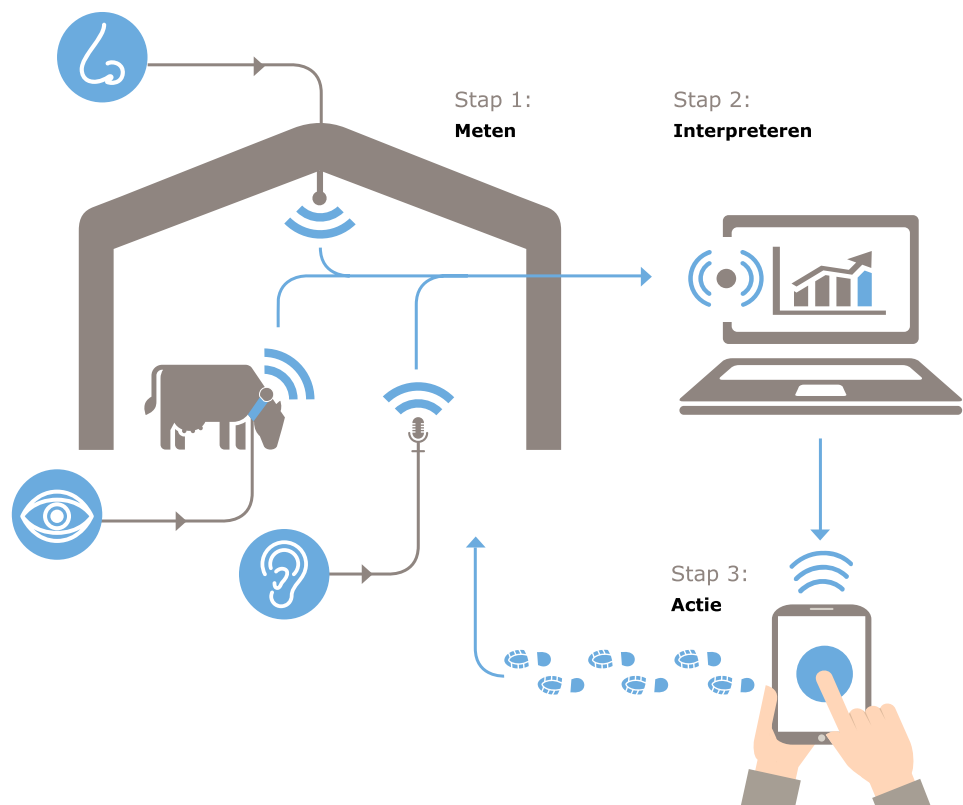 Stap 1:
Meten
Stap 2:
Interpreteren
Stap 3:
Actie